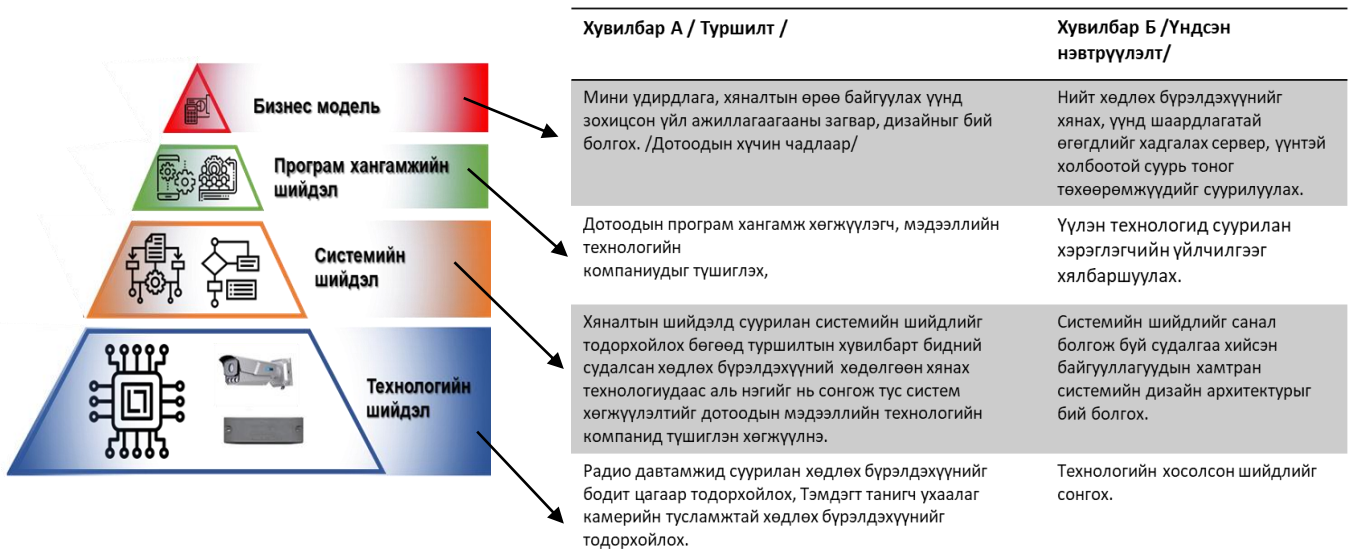 Бизнес модель
Програм хангамжийн
шийдэл
Системийн
шийдэл
Технологийн
шийдэл
Хувилбар А / Туршилт /
Хувилбар Б /Үндсэн
нэвтрүүлэлт/
Мини удирдлага, хяналтын өрөө байгуулах үүнд
зохицсон үйл ажиллагаагааны загвар, дизайныг бий
болгох. /Дотоодын хүчин чадлаар/
Нийт хөдлөх бүрэлдэхүүнийг
хянах, үүнд шаардлагатай
өгөгдлийг хадгалах сервер, үүнтэй
холбоотой суурь тоног
төхөөрөмжүүдийг суурилуулах.
Дотоодын програм хангамж хөгжүүлэгч, мэдээллийн
технологийн
компаниудыг түшиглэх,
Үүлэн технологид суурилан
хэрэглэгчийн үйлчилгээг
хялбаршуулах.
Хяналтын шийдэлд суурилан системийн шийдлийг
тодорхойлох бөгөөд туршилтын хувилбарт бидний
судалсан хөдлөх бүрэлдэхүүний хөдөлгөөн хянах
технологиудаас аль нэгийг нь сонгож тус систем
хөгжүүлэлтийг дотоодын мэдээллийн технологийн
компанид түшиглэн хөгжүүлнэ.
Системийн шийдлийг санал
болгож буй судалгаа хийсэн
байгууллагуудын хамтран
системийн дизайн архитектурыг
бий болгох.
Радио давтамжид суурилан хөдлөх бүрэлдэхүүнийг
бодит цагаар тодорхойлох, Тэмдэгт танигч ухаалаг
камерийн тусламжтай хөдлөх бүрэлдэхүүнийг
тодорхойлох.
Технологийн хосолсон шийдлийг
сонгох.